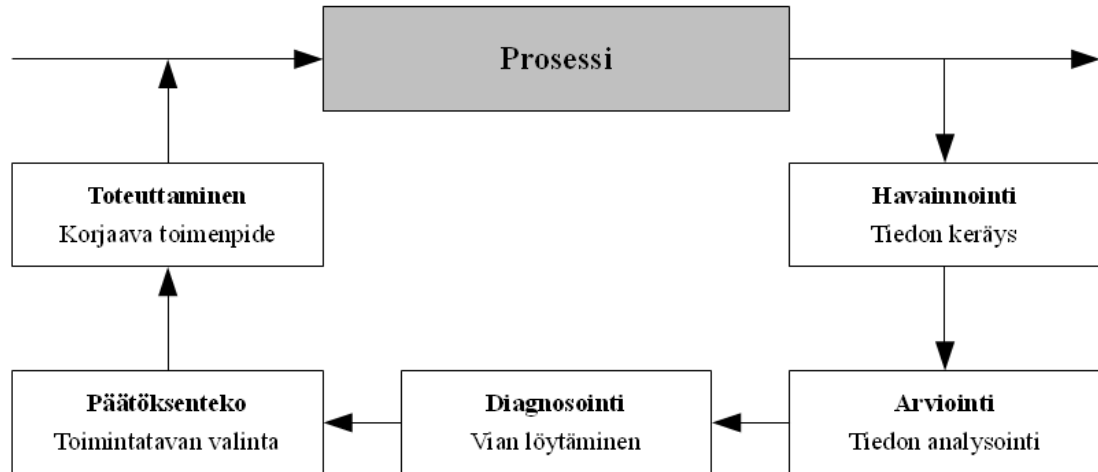 Prosessi
Toteuttaminen
Korjaava toimenpide
Havainnointi
Tiedon keräys
Päätöksenteko
Toimintatavan valinta
Diagnosointi
Vian löytäminen
Arviointi
Tiedon analysointi